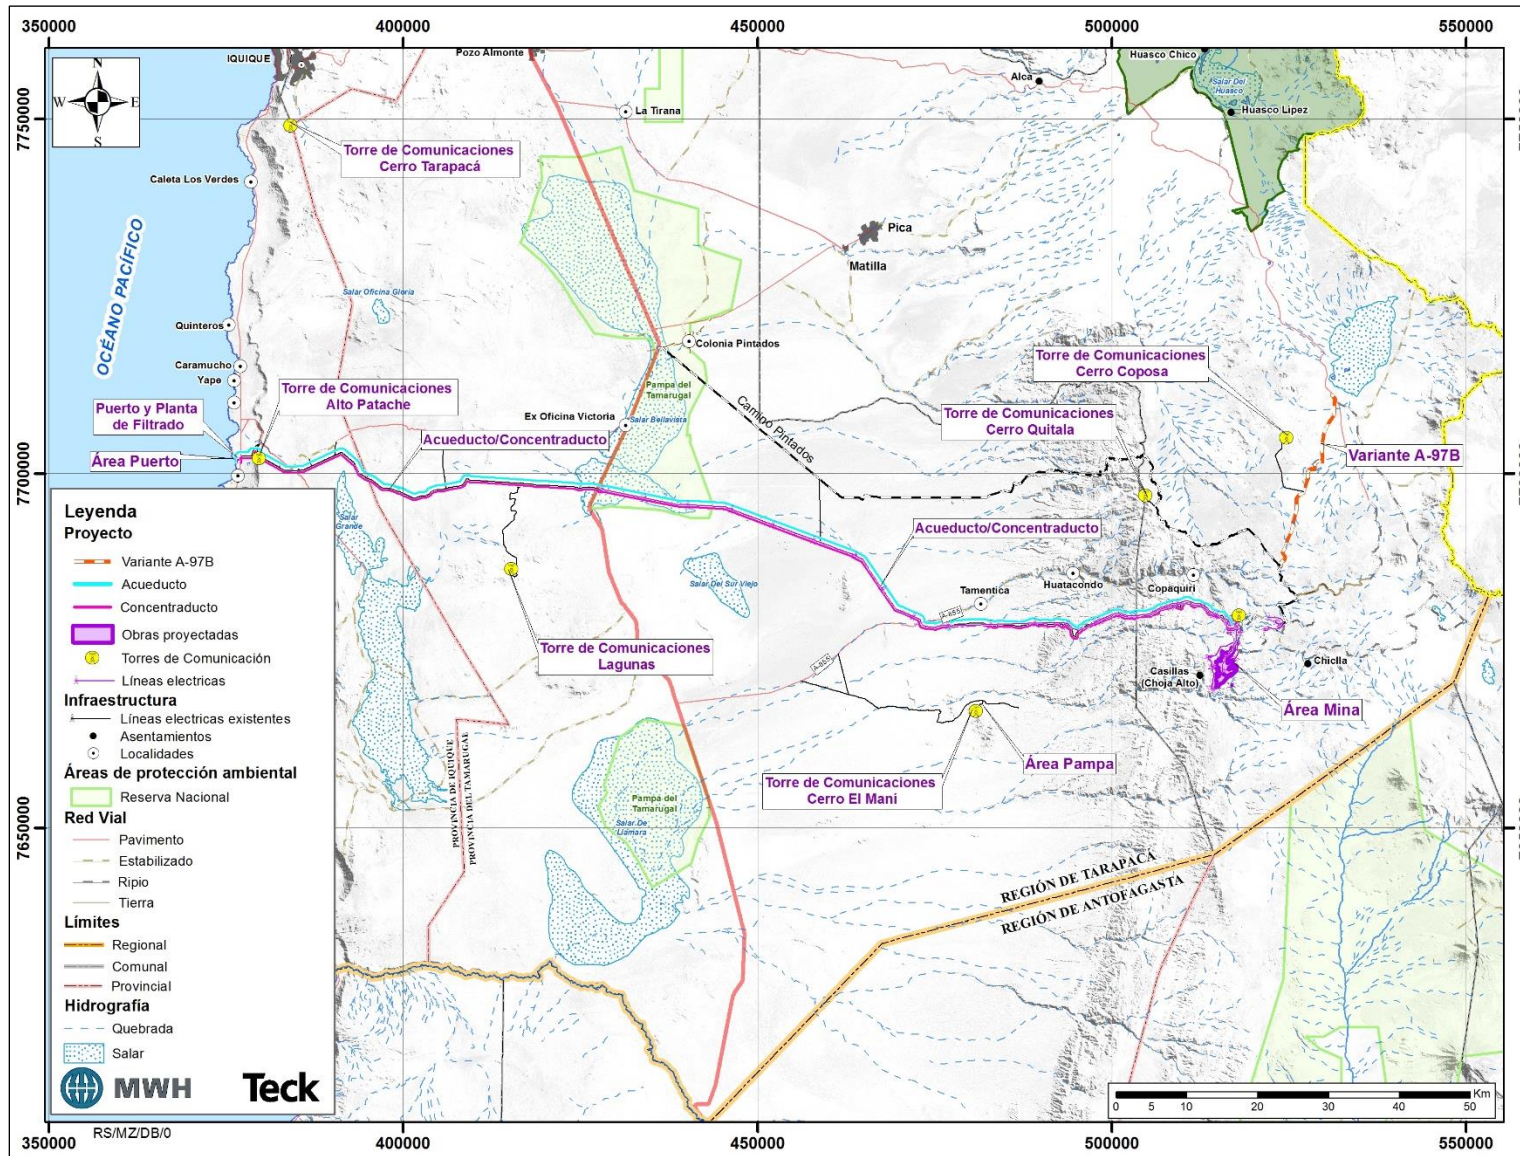 350000
400000
450000
500000
550000
7750000
7700000
7650000
N
W
E
S
IQUIQUE
Pozo Almonte
La Tirana
Alca
Huasco Chico
Salar Del
Huasco
Huasco Lipez
Torre de Comunicaciones
Cerro Tarapacá
Caleta Los Verdes
OCÉANO PACÍFICO
Pica
Matilla
Salar Oficina Gloria
Quinteros
Caramucho
Yape
Colonia Pintados
Torre de Comunicaciones
Cerro Coposa
Torre de Comunicaciones
Alto Patache
Pampa del
Tamarugal
Puerto y Planta
de Filtrado
Ex Oficina Victoria
Salar Bellavista
Camino Pintados
Torre de Comunicaciones
Cerro Quitala
Acueducto/Concentraducto
Área Puerto
Variante A-97B
Salar
Grande
Acueducto/Concentraducto
Salar Del Sur Viejo
Tamentica
Huatacondo
Copaquiri
A-855
Torre de Comunicaciones
Lagunas
A-855
Casillas
(Choja Alto)
Chiclla
Área Mina
Torre de Comunicaciones
Cerro El Mani
Área Pampa
PROVINCIA DE IQUIQUE
PROVINCIA DEL TAMARUGAL
Pampa del
Tamarugal
Salar De
Llamara
REGIÓN DE TARAPACÁ
REGIÓN DE ANTOFAGASTA
Leyenda
Proyecto
Variante A-97B
Acueducto
Concentraducto
Obras proyectadas
Torres de Comunicación
Líneas electricas
Infraestructura
Líneas electricas existentes
Asentamientos
Localidades
Áreas de protección ambiental
Reserva Nacional
Red Vial
Pavimento
Estabilizado
Ripio
Tierra
Límites
Regional
Comunal
Provincial
Hidrografía
Quebrada
Salar
MWH
Teck
Km
0 5 10 20 30 40 50
350000
400000
450000
500000
550000
RS/MZ/DB/0